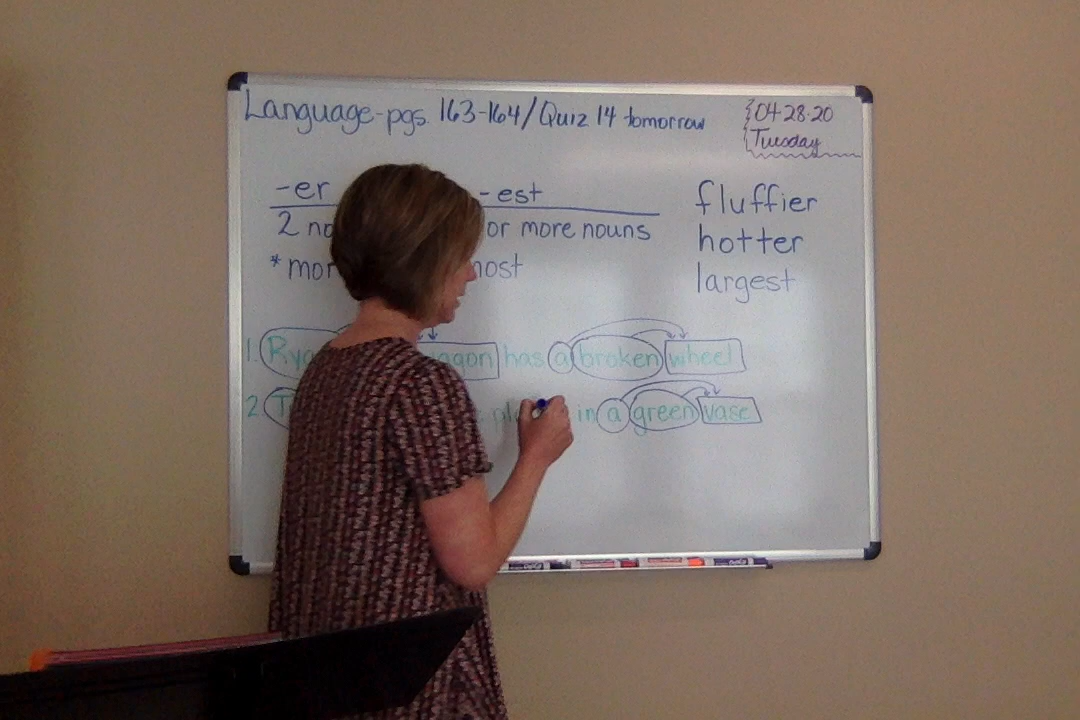 Language-pgs. 163-164/Quiz 14 tomorrow
04-28-20
Tuesday
-er -est
2 or more nouns
* 
fluffier
hotter
largest
1. has a broken wheel
2. in a green vase